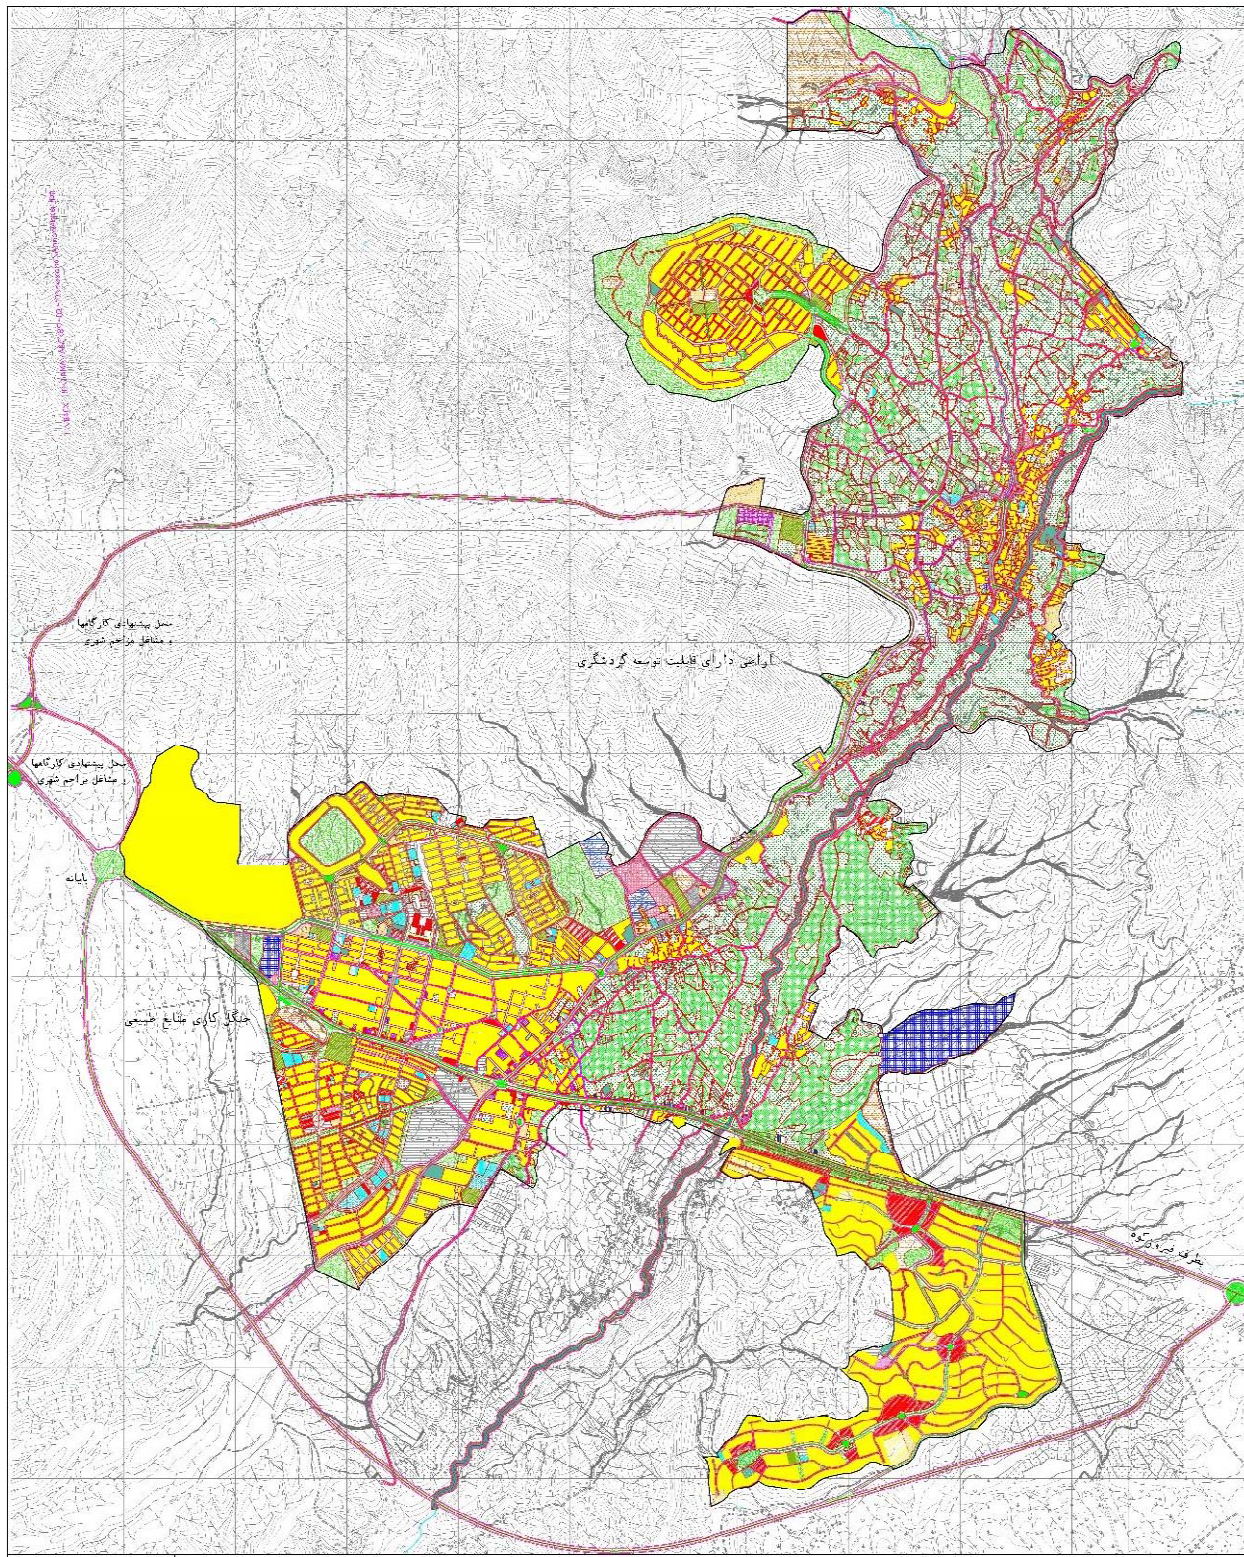 محل پیشنهادی کارگاهها
و مشاغل مزاحم شهری
اراضی دارای قابلیت توسعه گردشگری
محل پیشنهادی کارگاهها
و مشاغل مزاحم شهری
پایانه
جنگل کاری منابع طبیعی
بطرف فیروزکوه